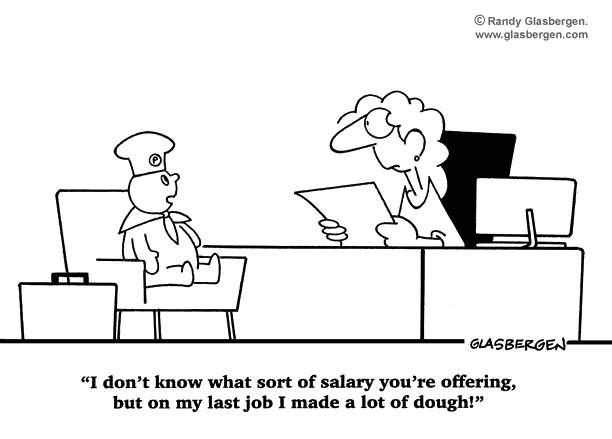 © Randy Glasbergen.
www.glasbergen.com
P
GLASBERGEN
“I don’t know what sort of salary you’re offering,
but on my last job I made a lot of dough!”